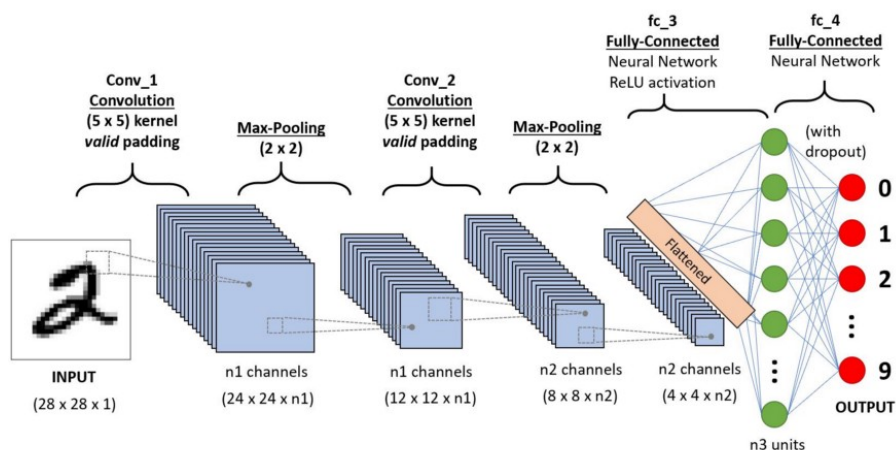 fc_3
Fully-Connected
Neural Network
ReLU activation
fc_4
Fully-Connected
Neural Network
Conv_1
Convolution
(5 x 5) kernel
valid padding
Max-Pooling
(2 x 2)
Conv_2
Convolution
(5 x 5) kernel
valid padding
Max-Pooling
(2 x 2)
(with
dropout)
Flattened
0
1
2
9
2
INPUT
(28 x 28 x 1)
n1 channels
(24 x 24 x n1)
n1 channels
(12 x 12 x n1)
n2 channels
(8 x 8 x n2)
n2 channels
(4 x 4 x n2)
OUTPUT
n3 units